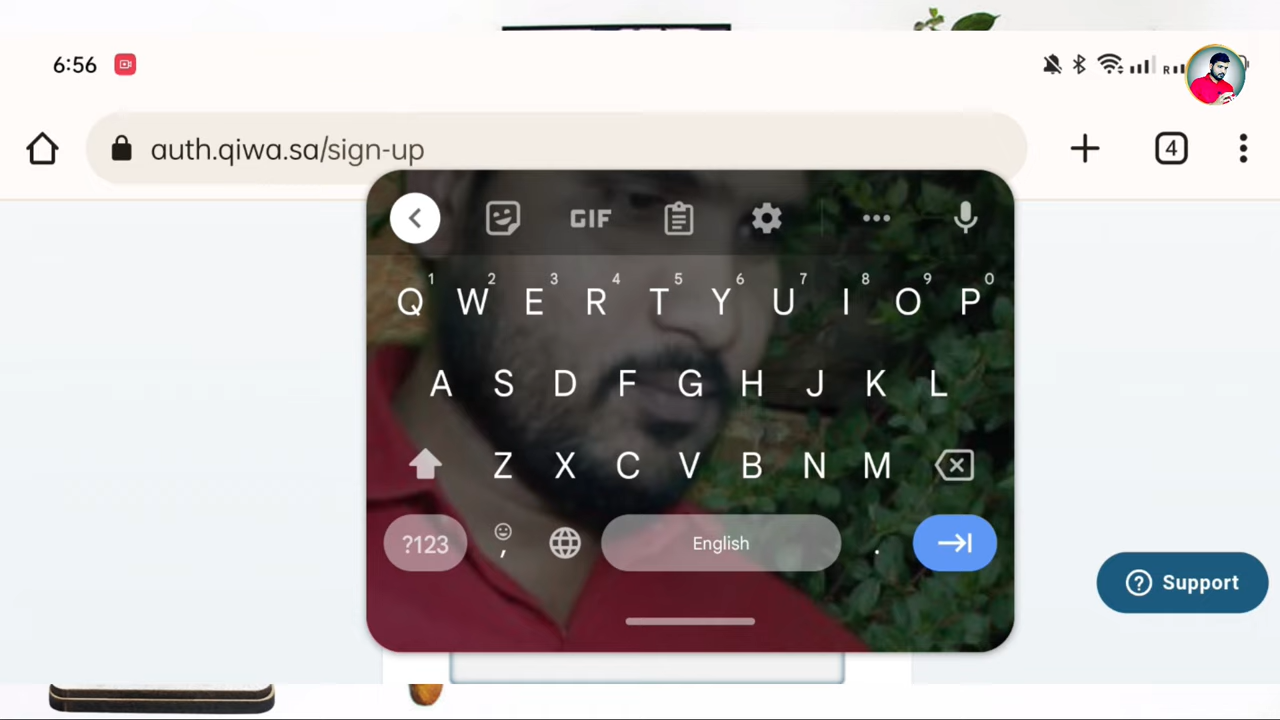 6:56
R
auth.qiwa.sa/sign-up
4
GIF
1 2 3 4 5 6 7 8 9 0
Q W E R T Y U I O P
A S D F G H J K L
Z X C V B N M
?123 , English .
Support